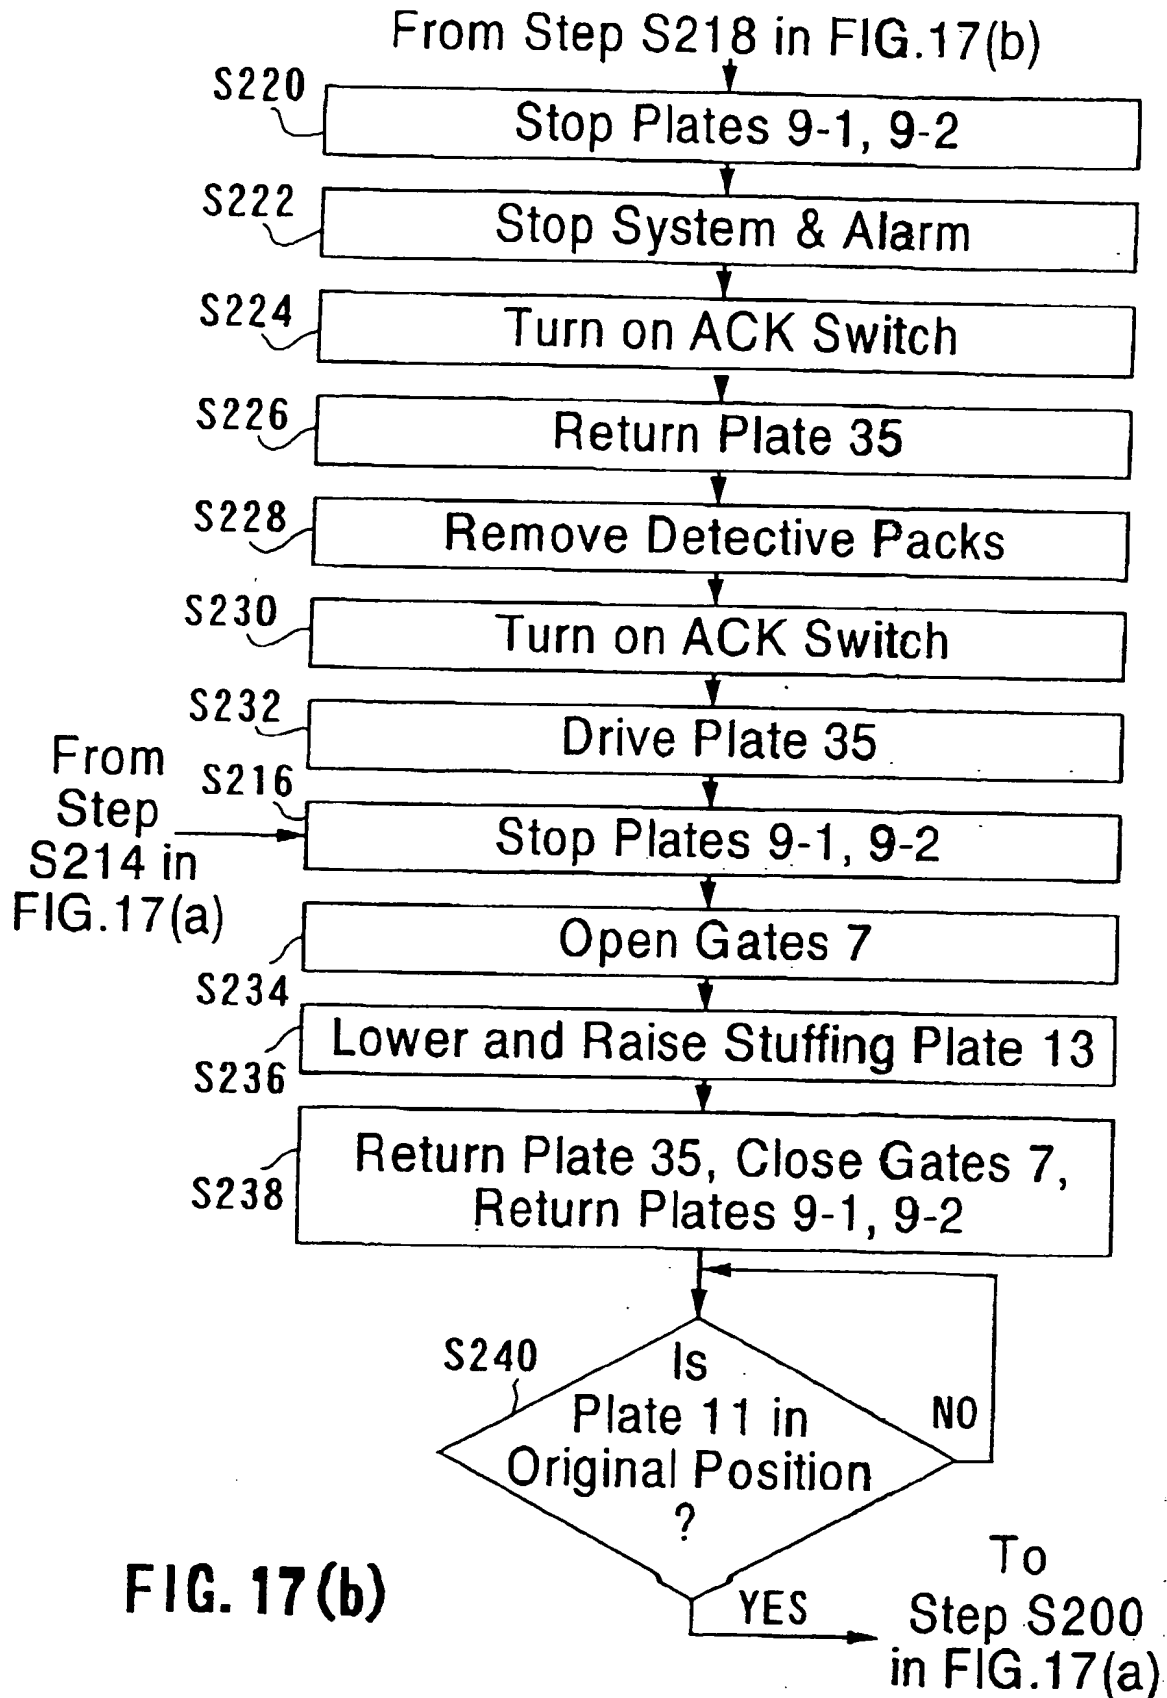 From Step S218 in FIG.17(b)
S220
Stop Plates 9-1, 9-2
S222
Stop System & Alarm
S224
Turn on ACK Switch
S226
Return Plate 35
S228
Remove Detective Packs
S230
Turn on ACK Switch
S232
Drive Plate 35
From
Step
S214 in
FIG.17(a)
S216
Stop Plates 9-1, 9-2
Open Gates 7
S234
Lower and Raise Stuffing Plate 13
S236
Return Plate 35, Close Gates 7,
Return Plates 9-1, 9-2
S238
S240
Is
Plate 11 in
Original Position
?
NO
YES
To
Step S200
in FIG.17(a)
FIG. 17(b)